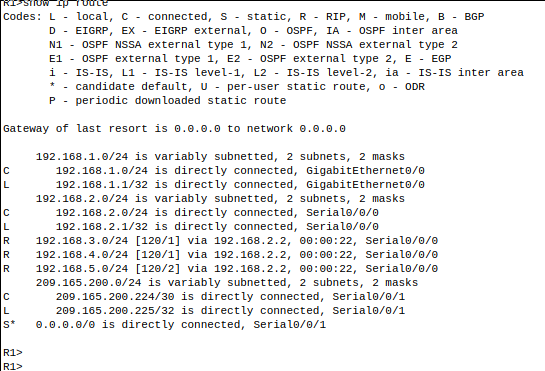 R1>show ip route
Codes: L - local, C - connected, S - static, R - RIP, M - mobile, B - BGP
D - EIGRP, EX - EIGRP external, O - OSPF, IA - OSPF inter area
N1 - OSPF NSSA external type 1, N2 - OSPF NSSA external type 2
E1 - OSPF external type 1, E2 - OSPF external type 2, E - EGP
i - IS-IS, L1 - IS-IS level-1, L2 - IS-IS level-2, ia - IS-IS inter area
* - candidate default, U - per-user static route, o - ODR
P - periodic downloaded static route
Gateway of last resort is 0.0.0.0 to network 0.0.0.0
192.168.1.0/24 is variably subnetted, 2 subnets, 2 masks
C 192.168.1.0/24 is directly connected, GigabitEthernet0/0
L 192.168.1.1/32 is directly connected, GigabitEthernet0/0
192.168.2.0/24 is variably subnetted, 2 subnets, 2 masks
C 192.168.2.0/24 is directly connected, Serial0/0/0
L 192.168.2.1/32 is directly connected, Serial0/0/0
R 192.168.3.0/24 [120/1] via 192.168.2.2, 00:00:22, Serial0/0/0
R 192.168.4.0/24 [120/1] via 192.168.2.2, 00:00:22, Serial0/0/0
R 192.168.5.0/24 [120/2] via 192.168.2.2, 00:00:22, Serial0/0/0
209.165.200.0/24 is variably subnetted, 2 subnets, 2 masks
C 209.165.200.224/30 is directly connected, Serial0/0/1
L 209.165.200.225/32 is directly connected, Serial0/0/1
S* 0.0.0.0/0 is directly connected, Serial0/0/1
R1>
R1>